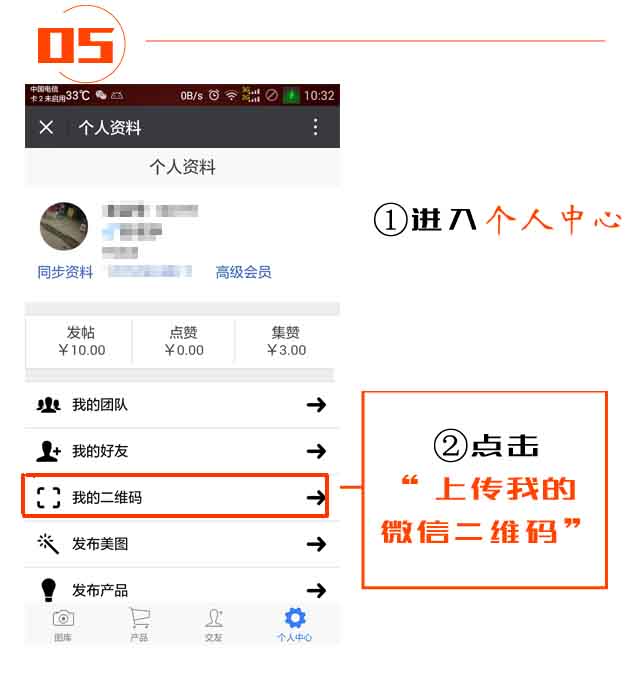 05
中国电信
卡2未启用 33℃ 0B/s 3G 2G 10:32
个人资料
个人资料
同步资料 高级会员
发帖 点赞 集赞
￥10.00 ￥0.00 ￥3.00
我的团队
我的好友
我的二维码
发布美图
发布产品
图库 产品 交友 个人中心
①进入个人中心
②点击
“上传我的
微信二维码”